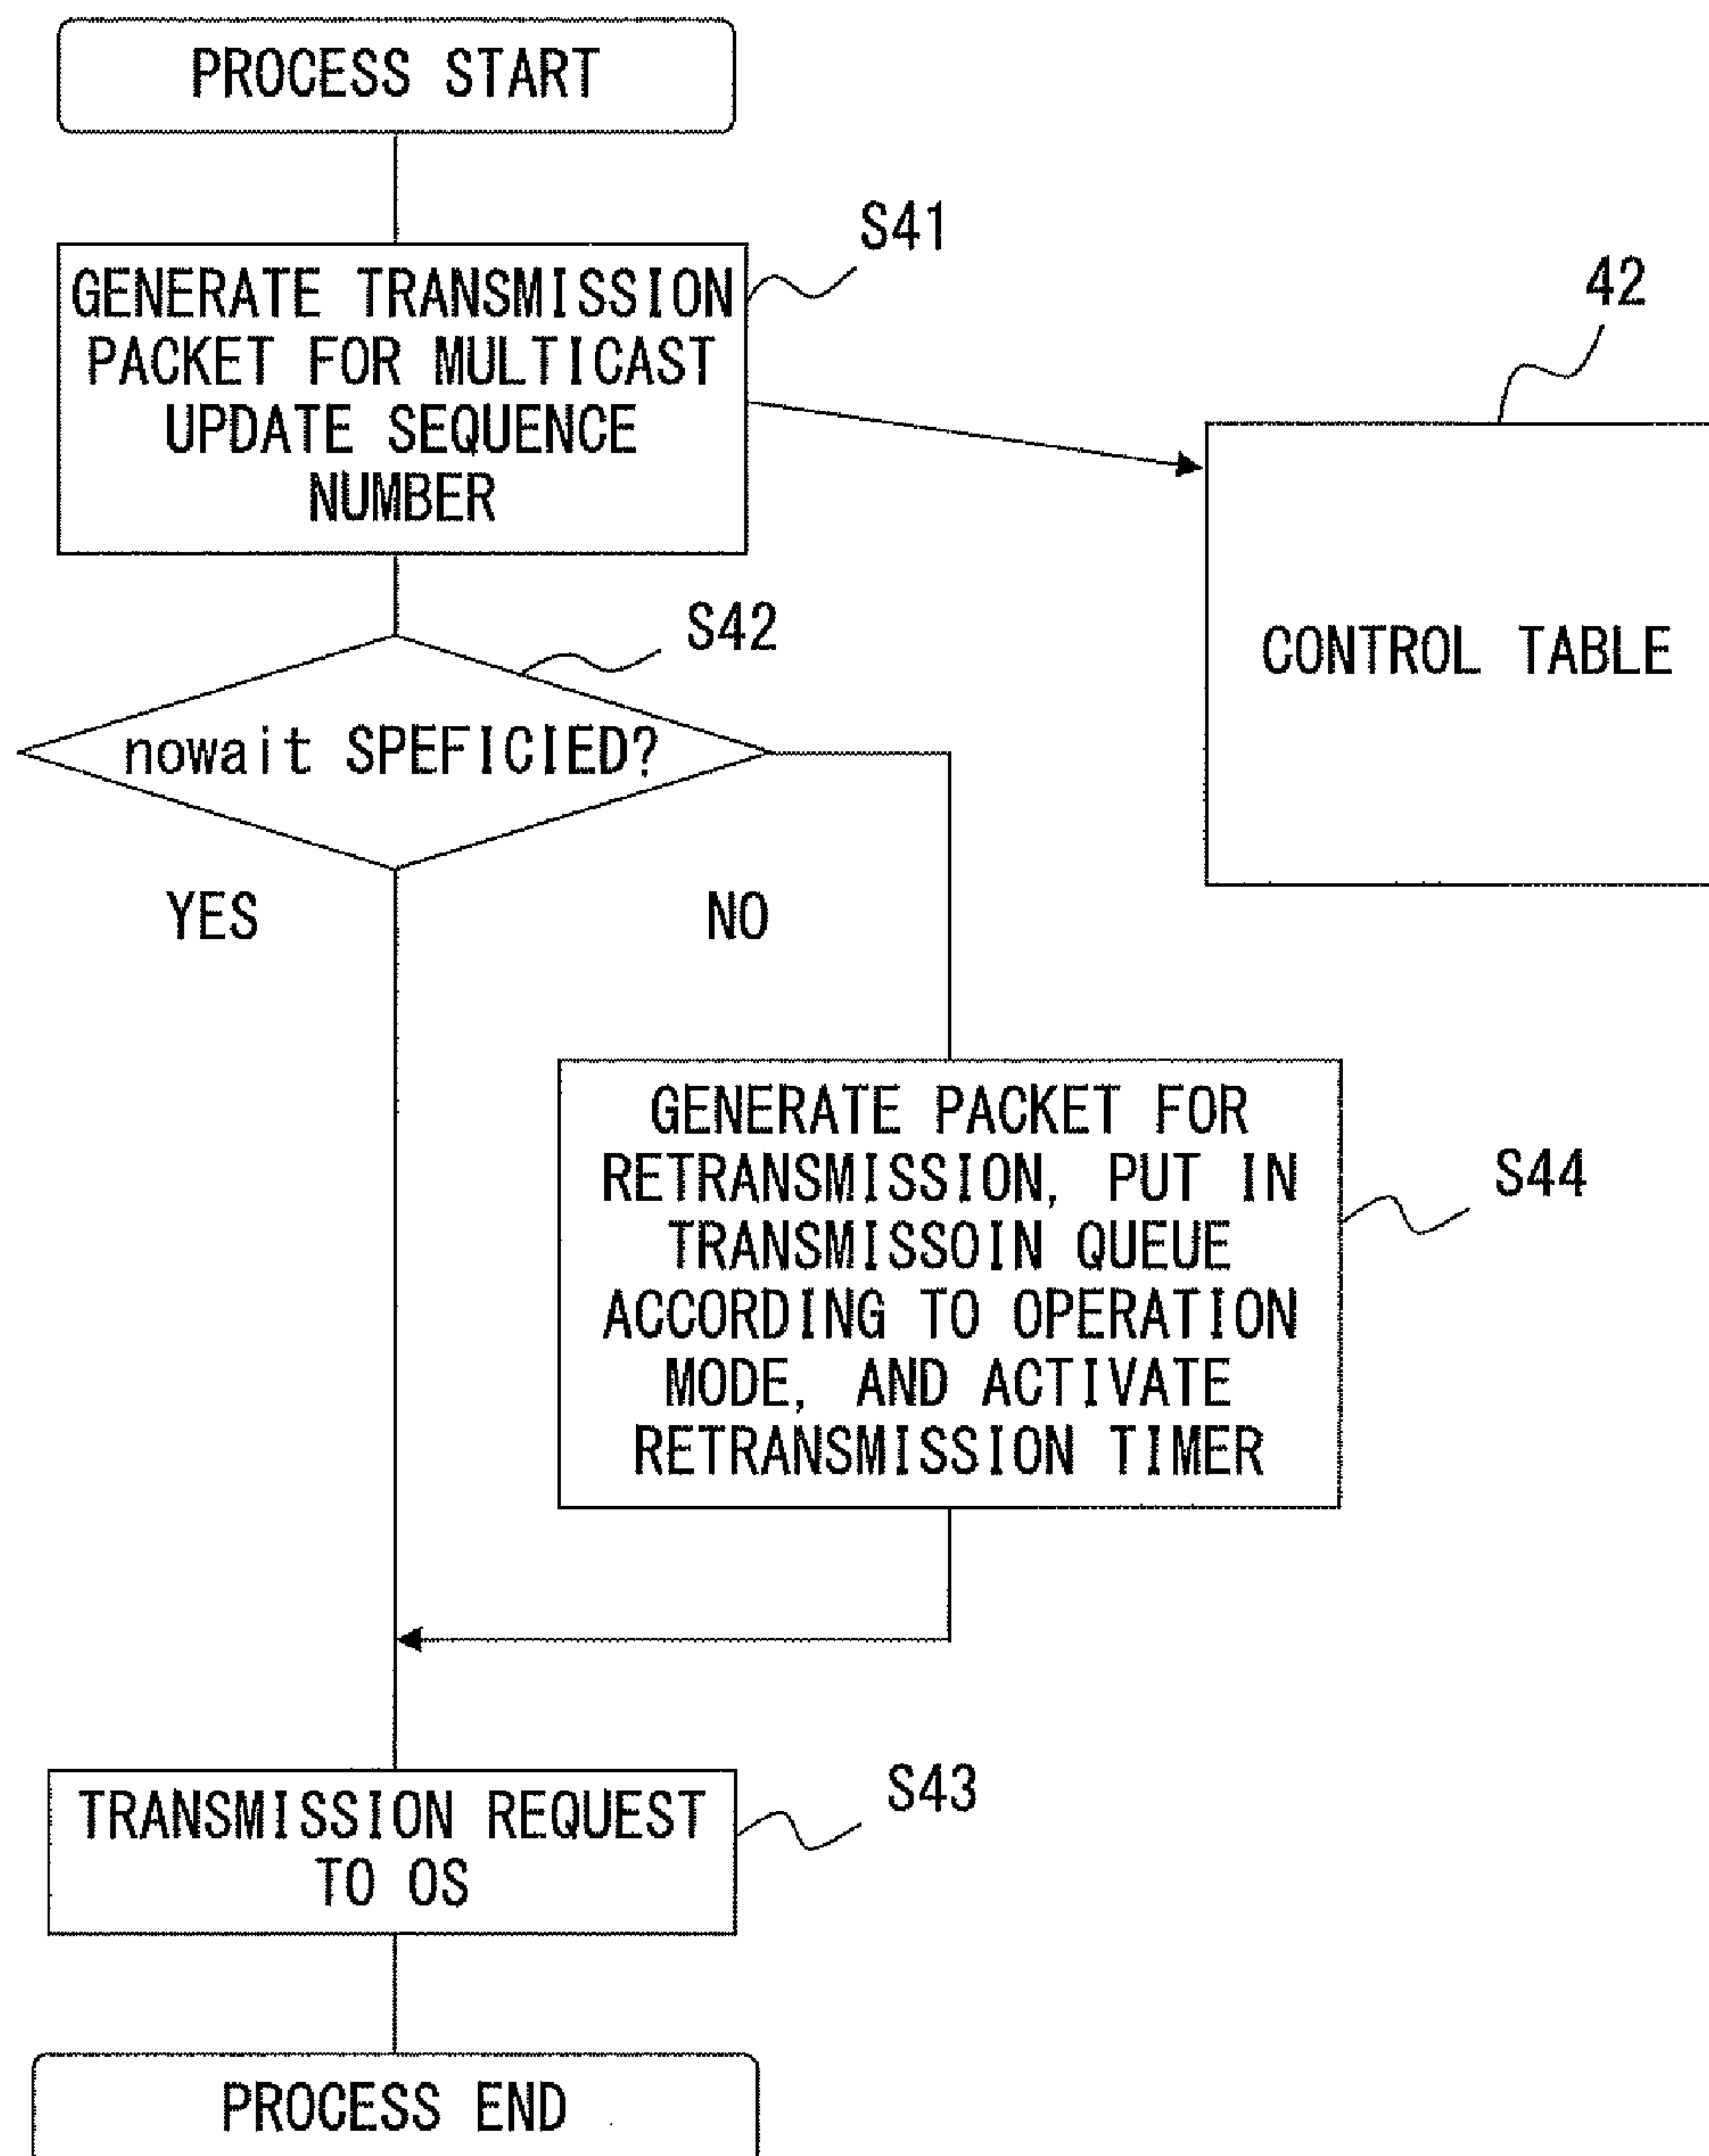 PROCESS START
S41
GENERATE TRANSMISSION
PACKET FOR MULTICAST
UPDATE SEQUENCE
NUMBER
42
CONTROL TABLE
S42
nowait SPEFICIED?
YES
NO
GENERATE PACKET FOR
RETRANSMISSION, PUT IN
TRANSMISSOIN QUEUE
ACCORDING TO OPERATION
MODE, AND ACTIVATE
RETRANSMISSION TIMER
S44
TRANSMISSION REQUEST
TO OS
S43
PROCESS END